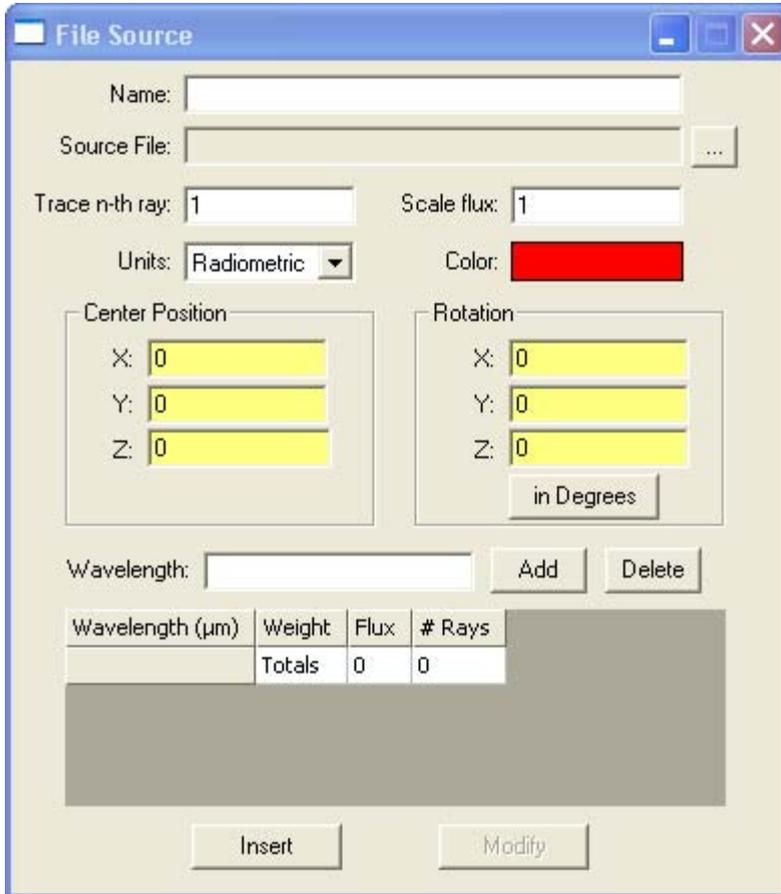 File Source
Name:
Source File: ...
Trace n-th ray: 1 Scale flux: 1
Units: Radiometric Color:
Center Position Rotation
X: 0 X: 0
Y: 0 Y: 0
Z: 0 Z: 0
in Degrees
Wavelength: Add Delete
Wavelength (µm) Weight Flux # Rays
Totals 0 0
Insert Modify